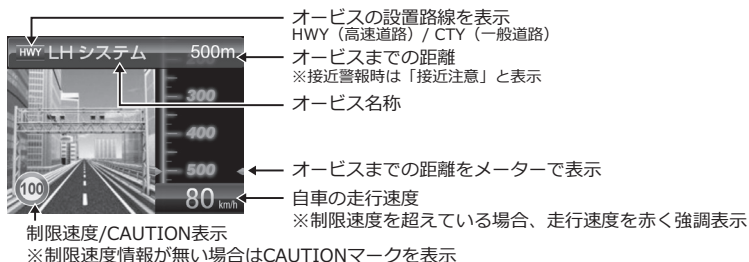 オービスの設置路線を表示
HWY（高速道路）/ CTY（一般道路）
オービスまでの距離
※接近警報時は「接近注意」と表示
オービス名称
HWY LH システム 500m
300
400
500
100
80 km/h
オービスまでの距離をメーターで表示
自車の走行速度
※制限速度を超えている場合、走行速度を赤く強調表示
制限速度/CAUTION表示
※制限速度情報が無い場合はCAUTIONマークを表示